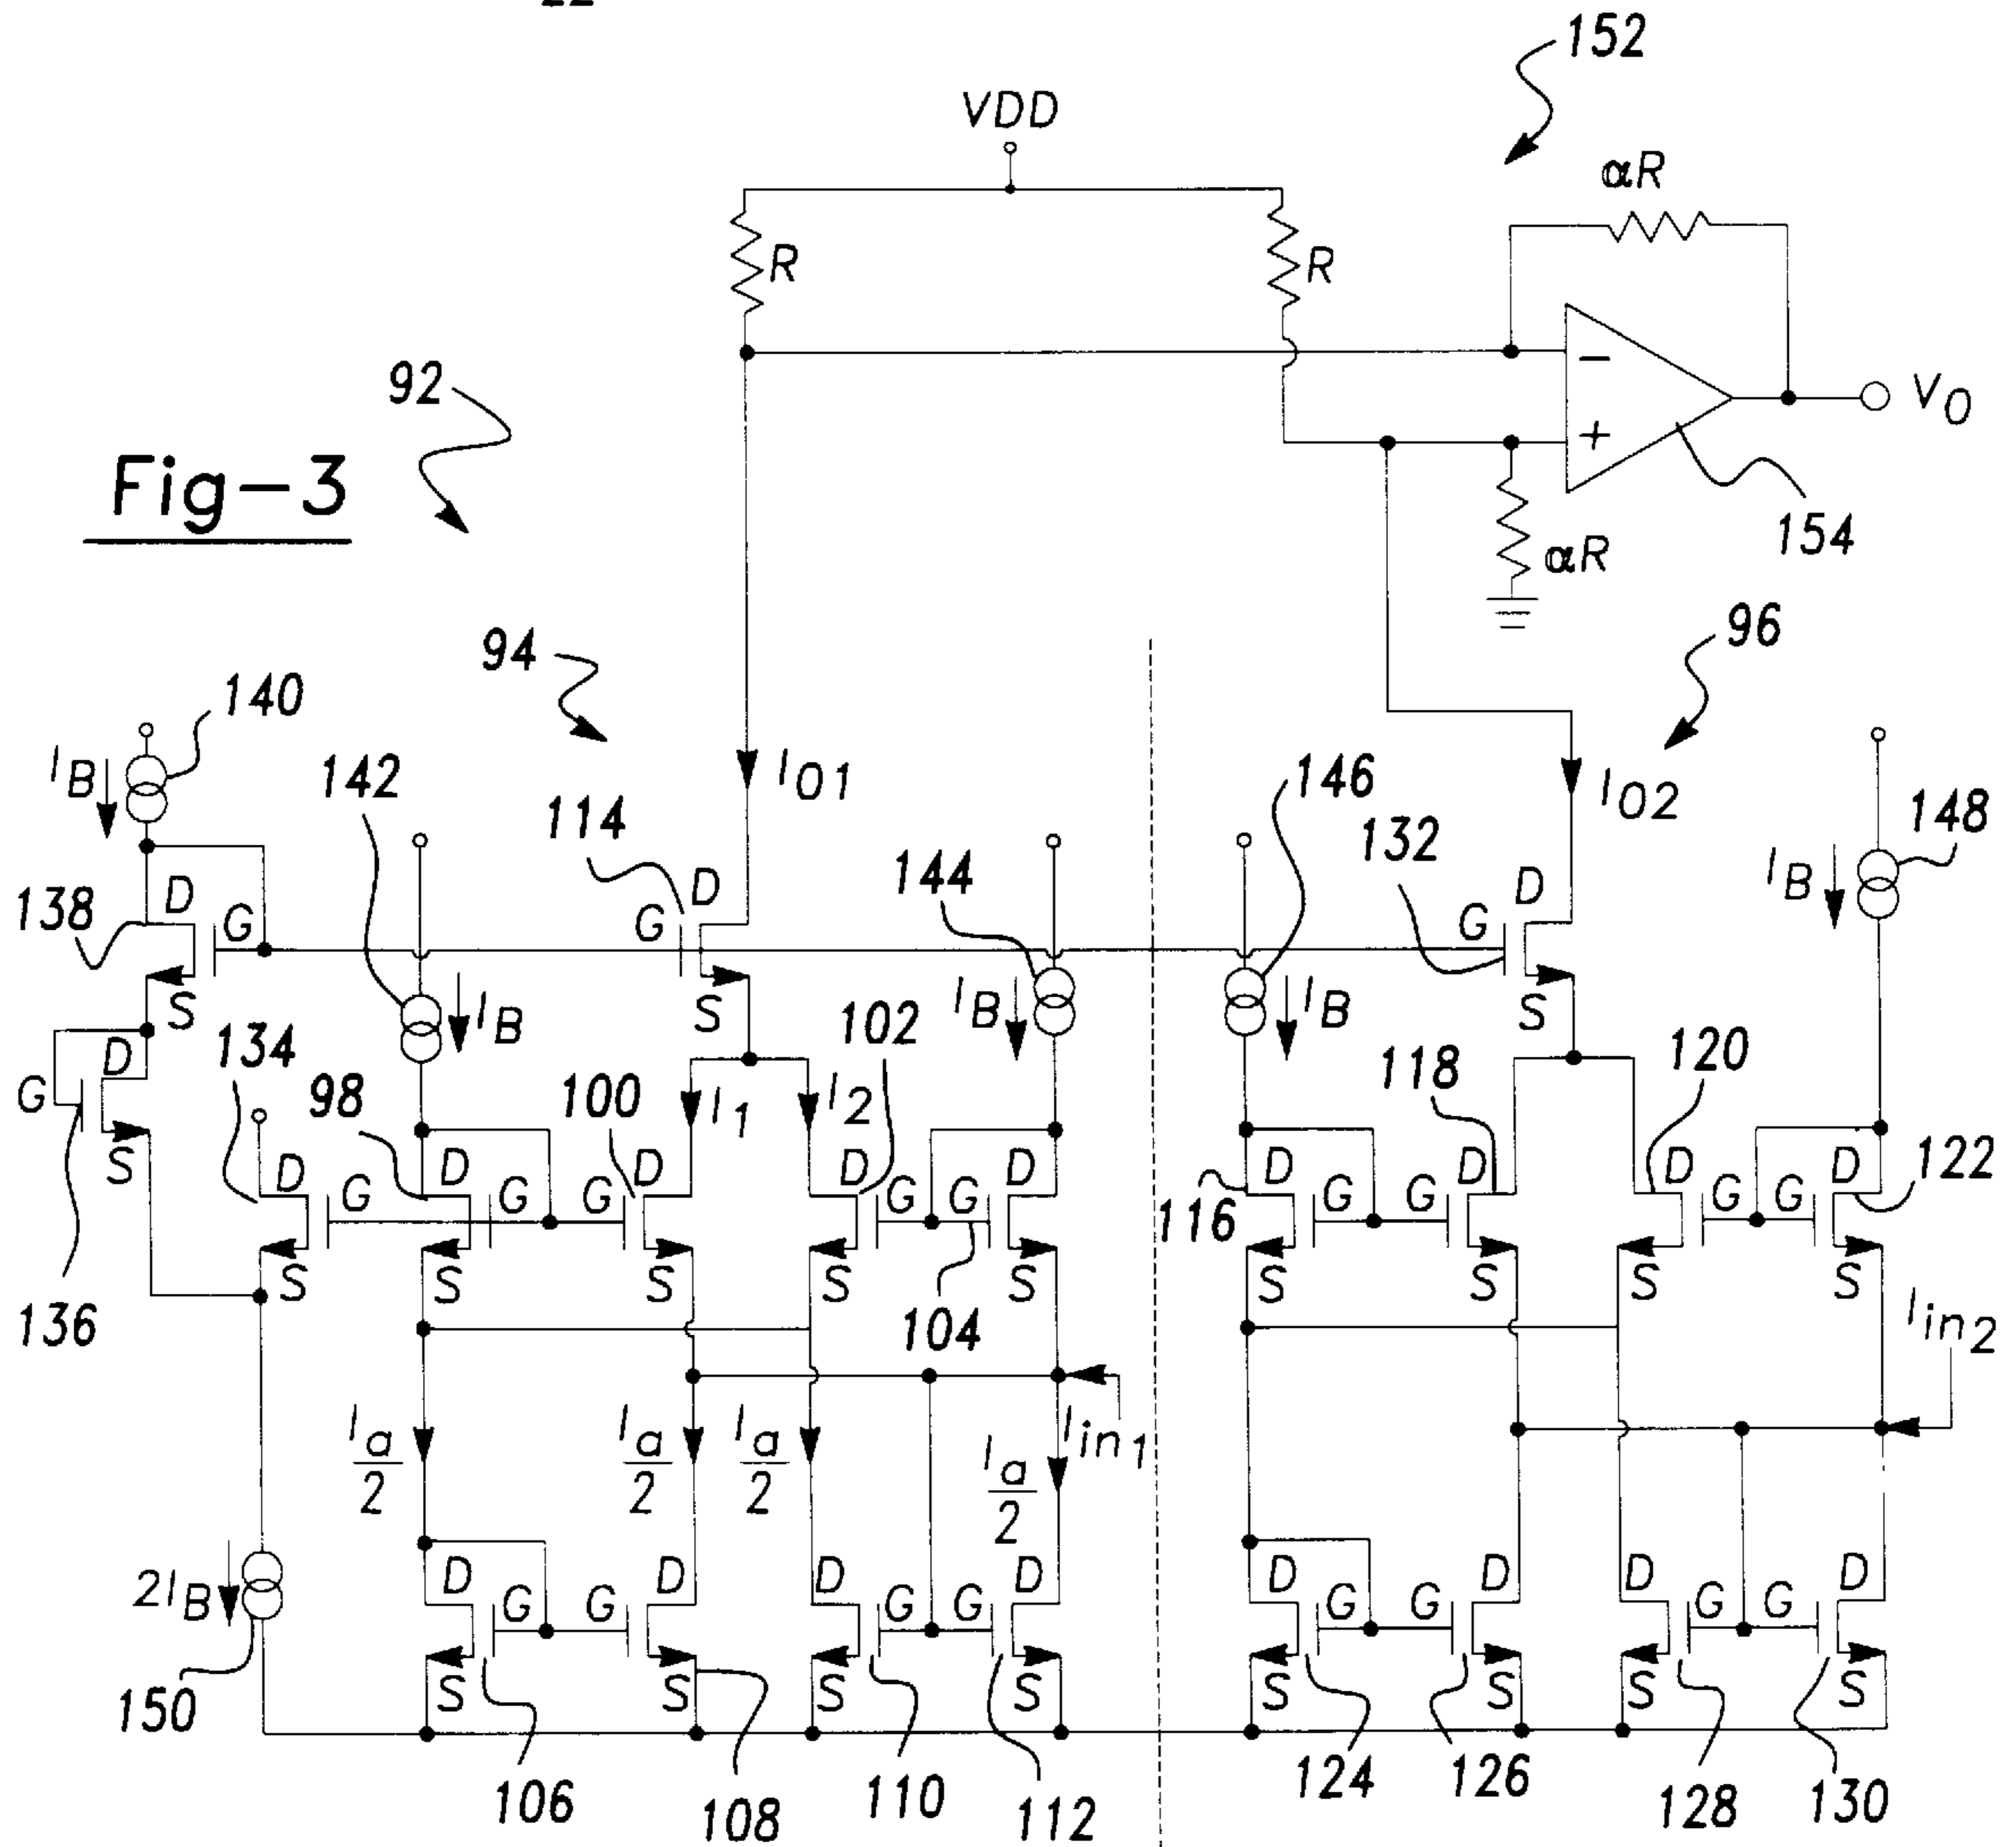 152
VDD
αR
R
R
92
−
V0
Fig-3
+
154
αR
94
96
140
IB
142
I01
146
I02
148
114
132
144
IB
138
D
G
D
G
D
G
IB
S
IB
S
IB
IB
S
134
102
D
118
120
G
98
100
I1
I2
S
D
G
D
G
D
D
G
G
D
D
G
G
D
D
G
G
D
122
116
S
S
S
S
S
S
S
S
S
136
104
Iin2
Ia/2
Ia/2
Ia/2
Iin1
Ia/2
2IB
D
G
G
D
D
G
G
D
D
G
G
D
D
G
G
D
150
S
S
S
S
S
S
S
S
106
108
110
112
124
126
128
130